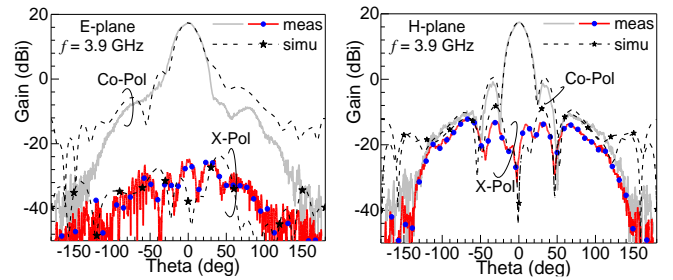 E-plane
f = 3.9 GHz
meas
simu
Co-Pol
X-Pol
Gain (dBi)
20
0
-20
-40
-150 -100 -50 0 50 100 150
Theta (deg)
H-plane
f = 3.9 GHz
meas
simu
Co-Pol
X-Pol
Gain (dBi)
20
0
-20
-40
-150 -100 -50 0 50 100 150
Theta (deg)